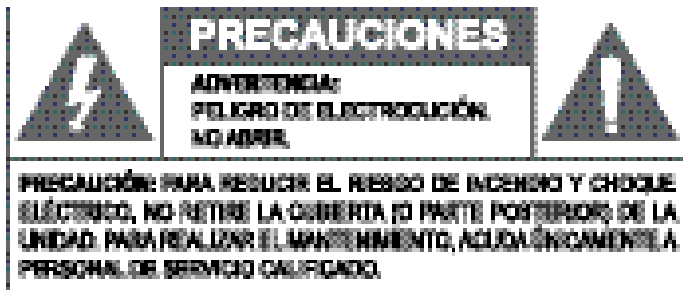 PRECAUCIONES
ADVERTENCIA:
PELIGRO DE ELECTROCUCIÓN.
NO ABRIR.
PRECAUCIÓN: PARA REDUCIR EL RIESGO DE INCENDIO Y CHOQUE
ELÉCTRICO, NO RETIRE LA CUBIERTA (O PARTE POSTERIOR) DE LA
UNIDAD. PARA REALIZAR EL MANTENIMIENTO, ACUDA ÚNICAMENTE A
PERSONAL DE SERVICIO CALIFICADO.